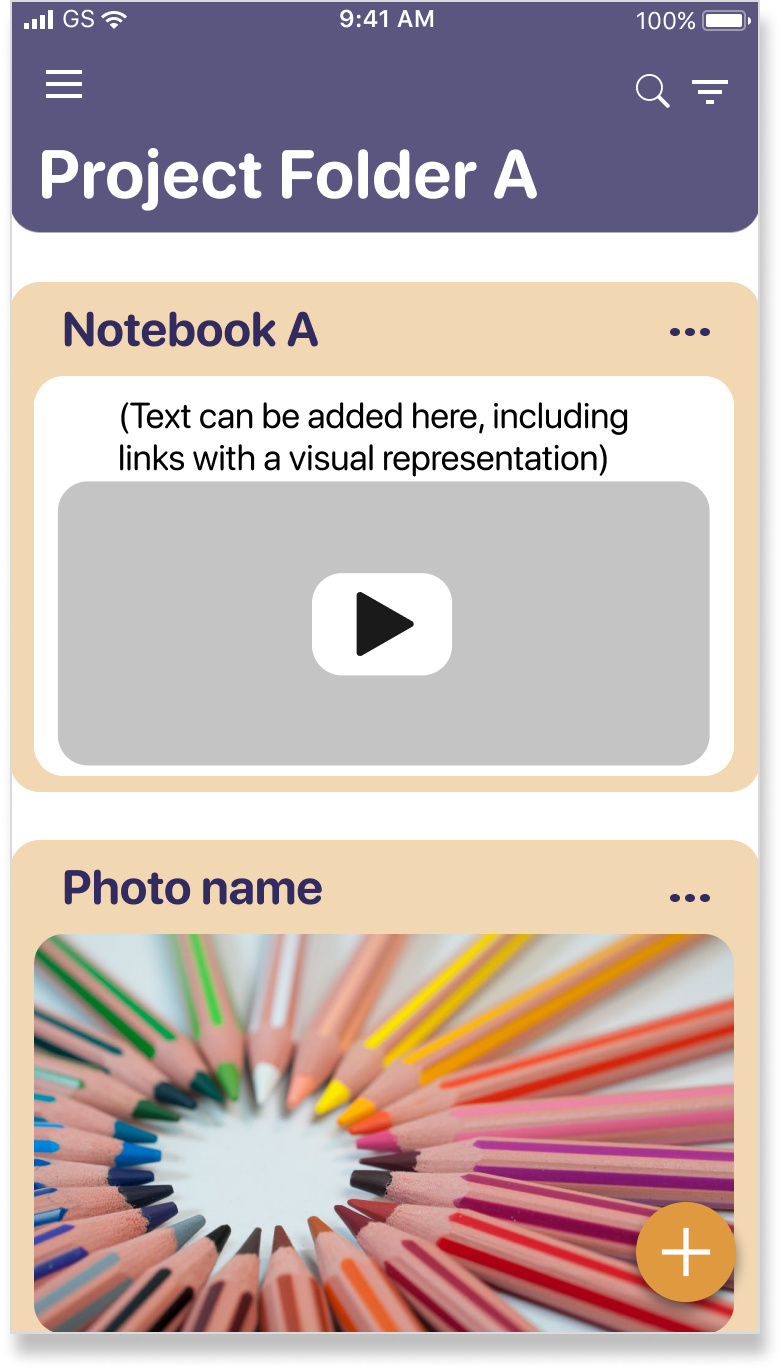 GS 9:41 AM 100%
Project Folder A
Notebook A
(Text can be added here, including
links with a visual representation)
Photo name